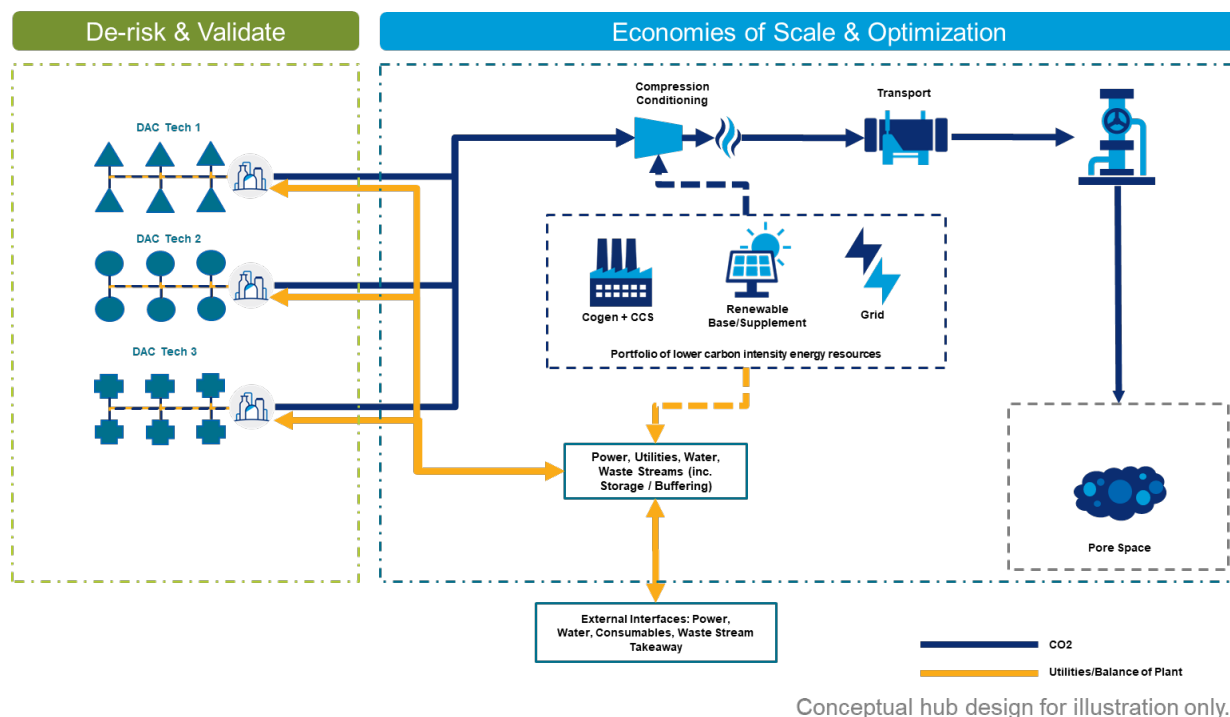 De-risk & Validate
Economies of Scale & Optimization
DAC Tech 1
DAC Tech 2
DAC Tech 3
Compression
Conditioning
Transport
Cogen + CCS
Renewable
Base/Supplement
Grid
Portfolio of lower carbon intensity energy resources
Power, Utilities, Water,
Waste Streams (inc.
Storage / Buffering)
Pore Space
External Interfaces: Power,
Water, Consumables, Waste Stream
Takeaway
CO2
Utilities/Balance of Plant
Conceptual hub design for illustration only.